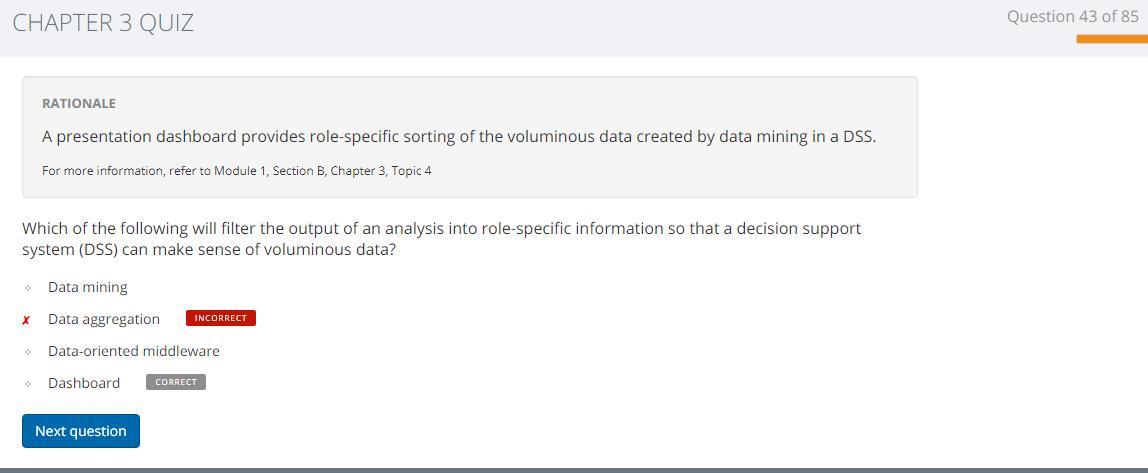 CHAPTER 3 QUIZ
Question 43 of 85
RATIONALE
A presentation dashboard provides role-specific sorting of the voluminous data created by data mining in a DSS.
For more information, refer to Module 1, Section B, Chapter 3, Topic 4
Which of the following will filter the output of an analysis into role-specific information so that a decision support
system (DSS) can make sense of voluminous data?
Data mining
✗ Data aggregation INCORRECT
Data-oriented middleware
Dashboard CORRECT
Next question